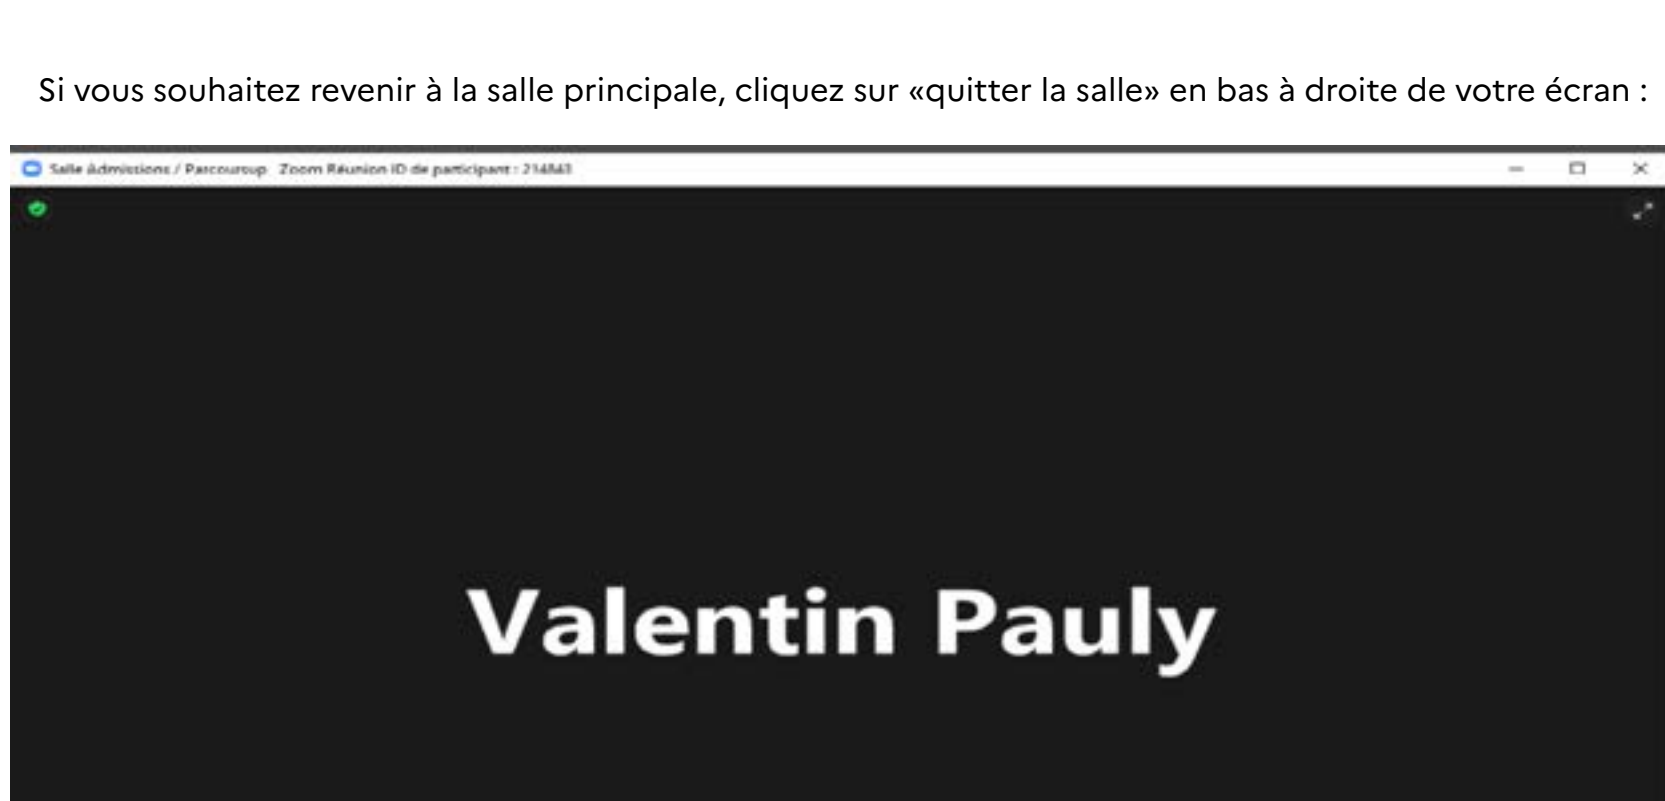 Si vous souhaitez revenir à la salle principale, cliquez sur «quitter la salle» en bas à droite de votre écran :
Salle Admissions / Parcoursup Zoom Réunion ID de participant : 214843
Valentin Pauly